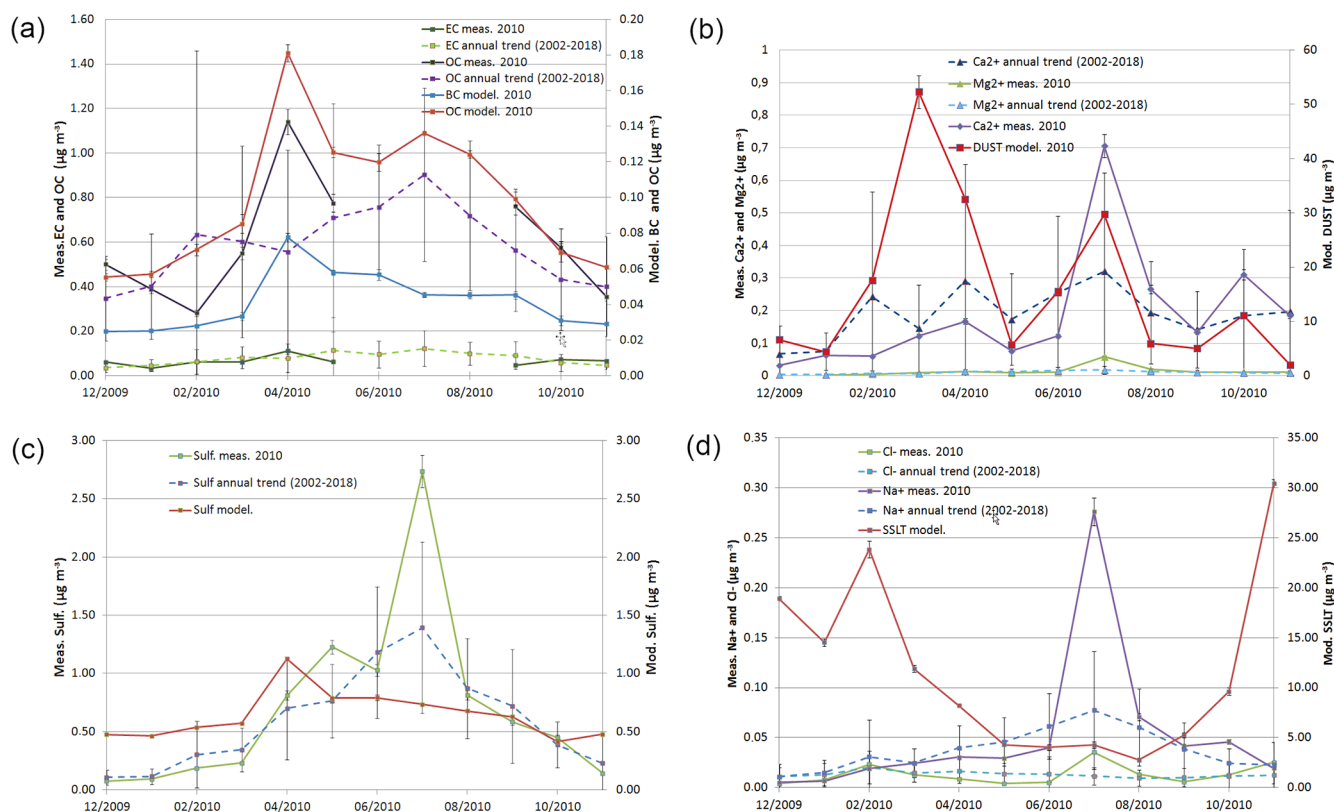 (a)
1.60
1.40
1.20
1.00
0.80
0.60
0.40
0.20
0.00
Meas.EC and OC (µg m⁻³)
EC meas. 2010
EC annual trend (2002-2018)
OC meas. 2010
OC annual trend (2002-2018)
BC model. 2010
OC model. 2010
0.20
0.18
0.16
0.14
0.12
0.10
0.08
0.06
0.04
0.02
0.00
Model. BC and OC (µg m⁻³)
12/2009 02/2010 04/2010 06/2010 08/2010 10/2010
(b)
1
0,9
0,8
0,7
0,6
0,5
0,4
0,3
0,2
0,1
0
Meas. Ca2+ and Mg2+ (µg m⁻³)
Ca2+ annual trend (2002-2018)
Mg2+ meas. 2010
Mg2+ annual trend (2002-2018)
Ca2+ meas. 2010
DUST model. 2010
60
50
40
30
20
10
0
Mod. DUST (µg m⁻³)
12/2009 02/2010 04/2010 06/2010 08/2010 10/2010
(c)
3.00
2.50
2.00
1.50
1.00
0.50
0.00
Meas. Sulf. (µg m⁻³)
Sulf. meas. 2010
Sulf annual trend (2002-2018)
Sulf model.
3.00
2.50
2.00
1.50
1.00
0.50
0.00
Mod. Sulf. (µg m⁻³)
12/2009 02/2010 04/2010 06/2010 08/2010 10/2010
(d)
0.35
0.30
0.25
0.20
0.15
0.10
0.05
0.00
Meas. Na+ and Cl- (µg m⁻³)
Cl- meas. 2010
Cl- annual trend (2002-2018)
Na+ meas. 2010
Na+ annual trend (2002-2018)
SSLT model.
35.00
30.00
25.00
20.00
15.00
10.00
5.00
0.00
Mod. SSLT (µg m⁻³)
12/2009 02/2010 04/2010 06/2010 08/2010 10/2010